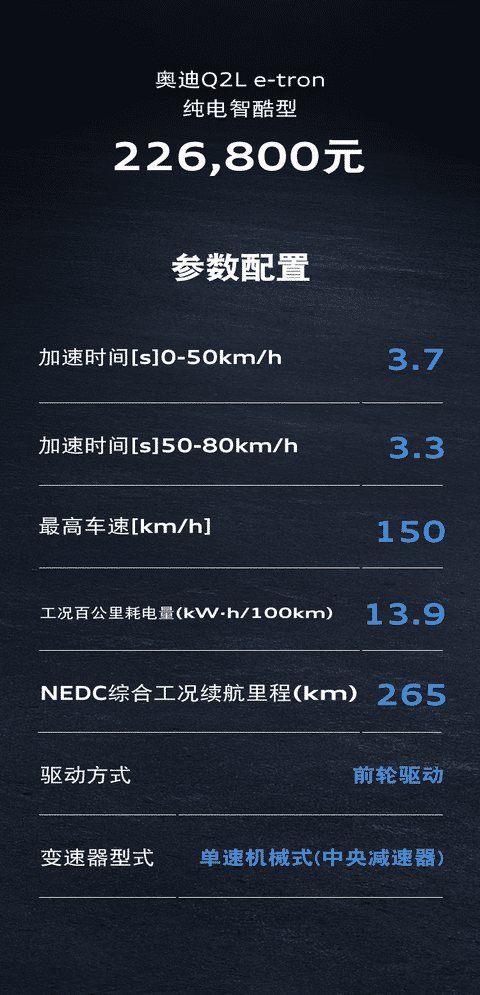 奥迪Q2L e-tron
纯电智酷型
226,800元
参数配置
加速时间[s]0-50km/h 3.7
加速时间[s]50-80km/h 3.3
最高车速[km/h] 150
工况百公里耗电量(kW·h/100km) 13.9
NEDC综合工况续航里程(km) 265
驱动方式 前轮驱动
变速器型式 单速机械式(中央减速器)